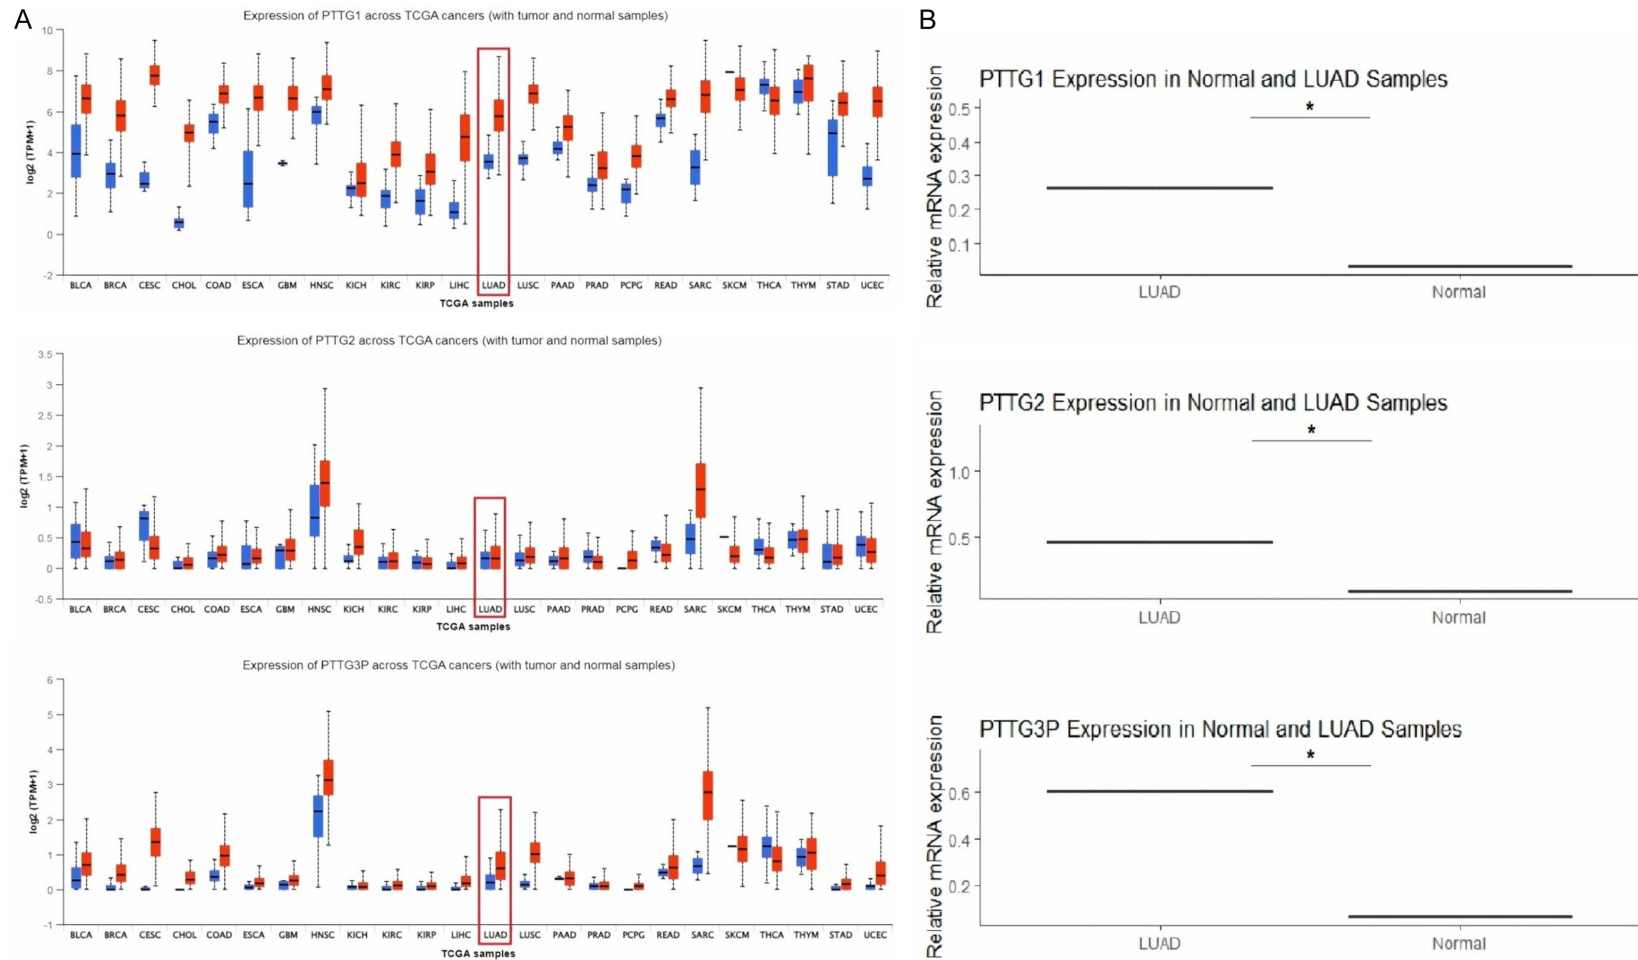 A
Expression of PTTG1 across TCGA cancers (with tumor and normal samples)
log2 (TPM+1)
10
8
6
4
2
0
-2
BLCA BRCA CESC CHOL COAD ESCA GBM HNSC KICH KIRC KIRP LIHC LUAD LUSC PAAD PRAD PCPG READ SARC SKCM THCA THYM STAD UCEC
TCGA samples
Expression of PTTG2 across TCGA cancers (with tumor and normal samples)
log2 (TPM+1)
3.5
3
2.5
2
1.5
1
0.5
0
-0.5
BLCA BRCA CESC CHOL COAD ESCA GBM HNSC KICH KIRC KIRP LIHC LUAD LUSC PAAD PRAD PCPG READ SARC SKCM THCA THYM STAD UCEC
TCGA samples
Expression of PTTG3P across TCGA cancers (with tumor and normal samples)
log2 (TPM+1)
6
5
4
3
2
1
0
-1
BLCA BRCA CESC CHOL COAD ESCA GBM HNSC KICH KIRC KIRP LIHC LUAD LUSC PAAD PRAD PCPG READ SARC SKCM THCA THYM STAD UCEC
TCGA samples
B
PTTG1 Expression in Normal and LUAD Samples
*
Relative mRNA expression
0.5
0.4
0.3
0.2
0.1
LUAD Normal
PTTG2 Expression in Normal and LUAD Samples
*
Relative mRNA expression
1.0
0.5
LUAD Normal
PTTG3P Expression in Normal and LUAD Samples
*
Relative mRNA expression
0.6
0.4
0.2
LUAD Normal